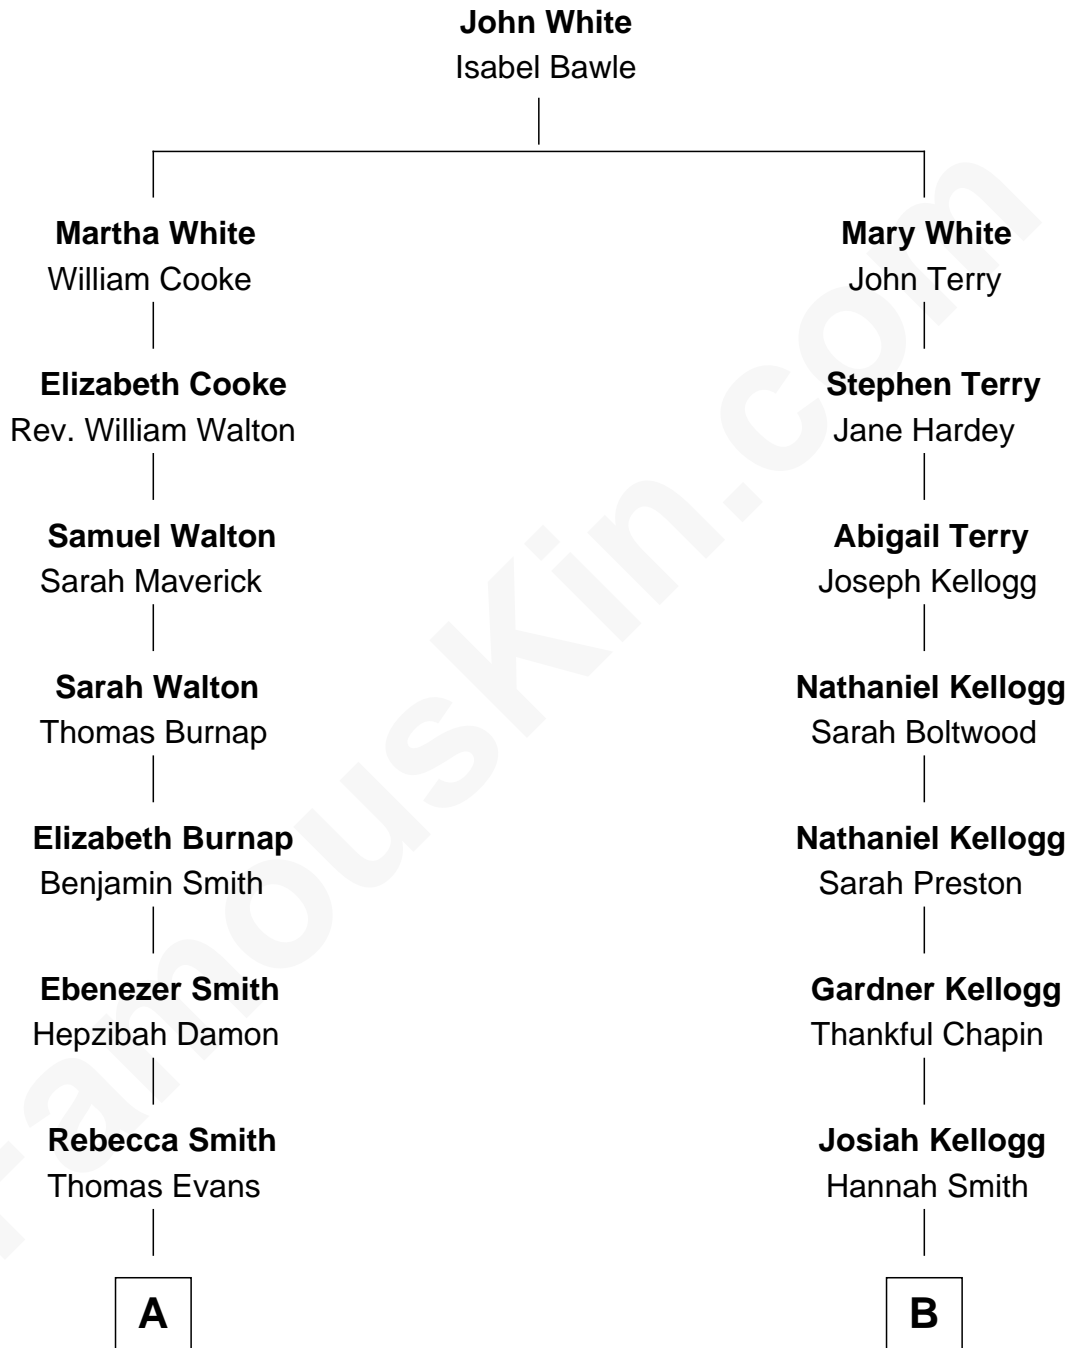 John White
Isabel Bawle
Martha White
William Cooke
Mary White
John Terry
Elizabeth Cooke
Rev. William Walton
Stephen Terry
Jane Hardey
Samuel Walton
Sarah Maverick
Abigail Terry
Joseph Kellogg
Sarah Walton
Thomas Burnap
Nathaniel Kellogg
Sarah Boltwood
Elizabeth Burnap
Benjamin Smith
Nathaniel Kellogg
Sarah Preston
Ebenezer Smith
Hepzibah Damon
Gardner Kellogg
Thankful Chapin
Rebecca Smith
Thomas Evans
Josiah Kellogg
Hannah Smith
A
B
FamousKin.com